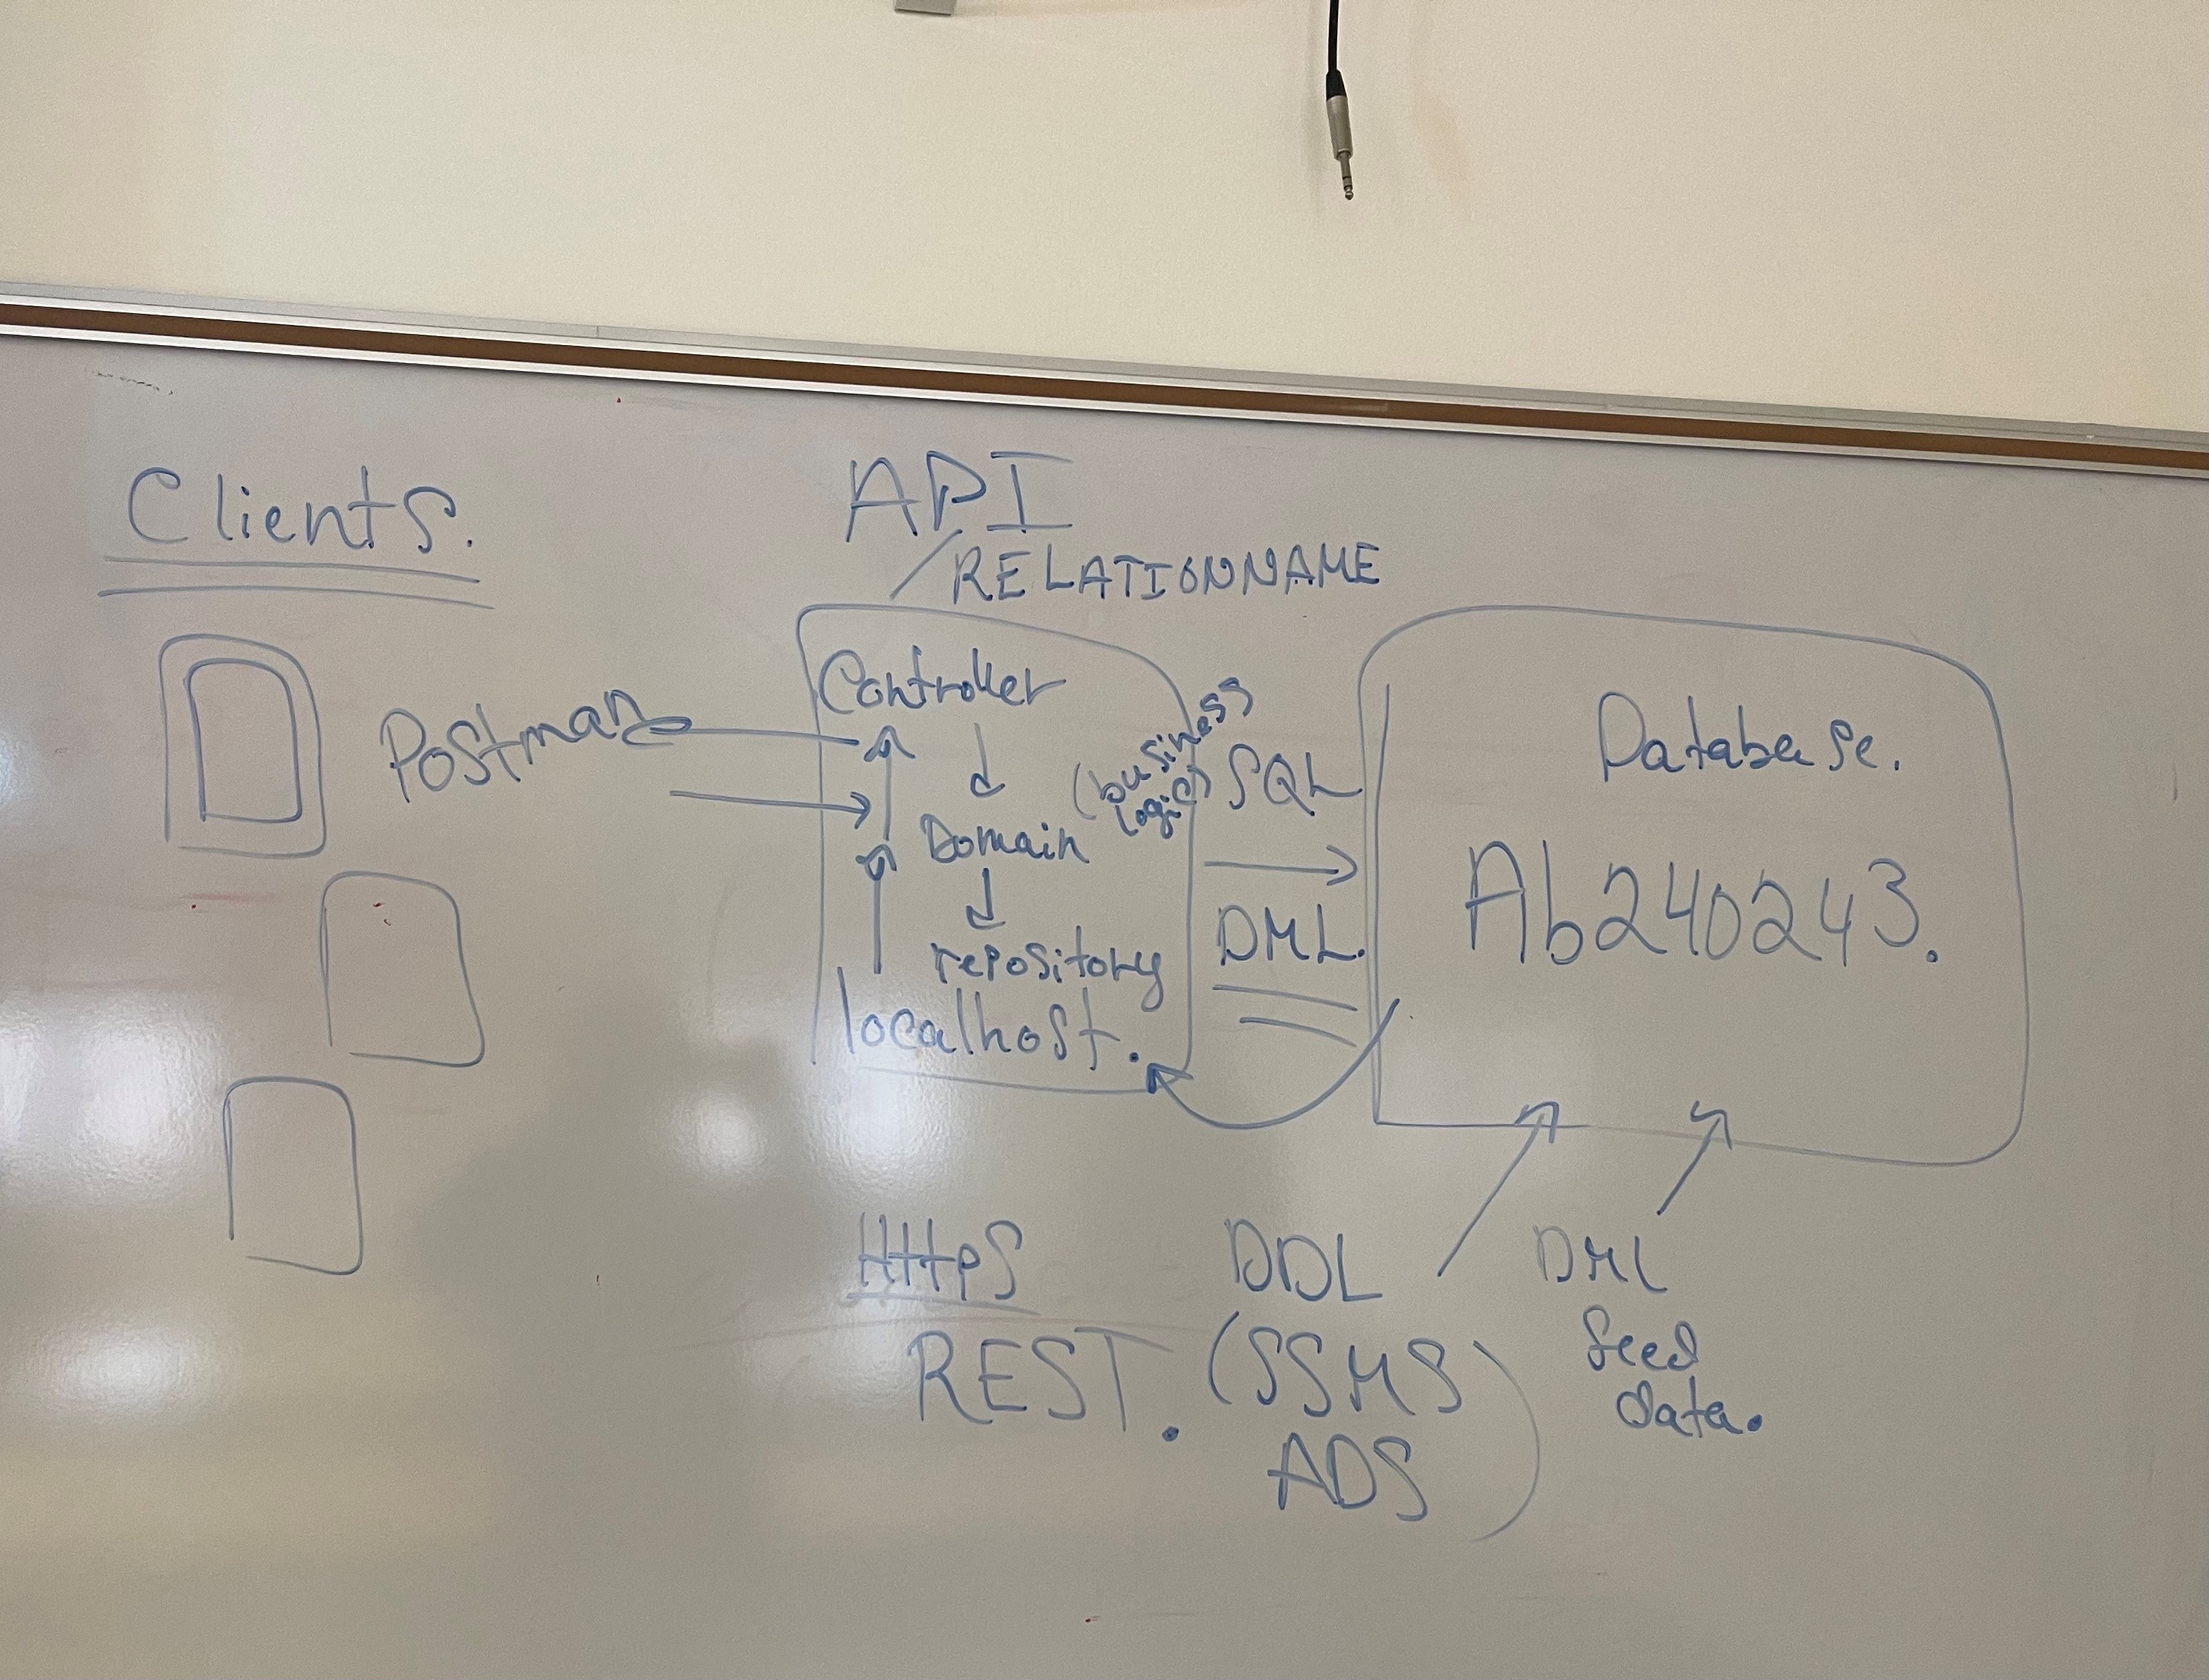 Clients.
API
/RELATIONNAME
Postman
Controller
Domain
(business
logic)
repository
localhost.
SQL
DML.
Database.
Ab240243.
HttpS
REST.
DDL
(SSMS
ADS)
DML
Seed
data.